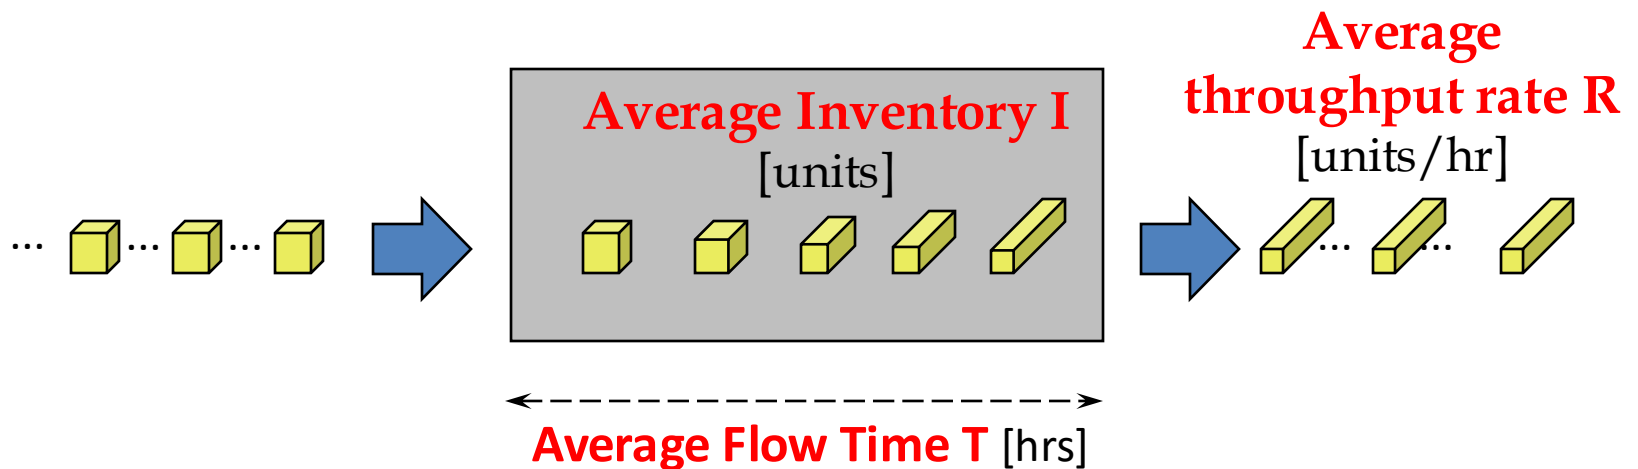 Average
throughput rate R
[units/hr]
Average Inventory I
[units]
... ... ... ... ...
Average Flow Time T [hrs]